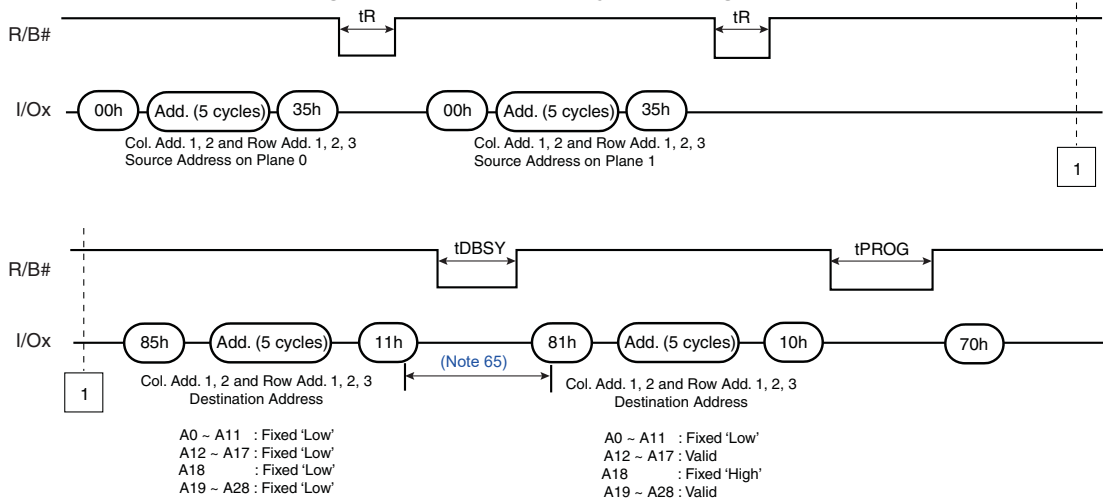 tR tR
R/B#
I/Ox 00h Add. (5 cycles) 35h 00h Add. (5 cycles) 35h
Col. Add. 1, 2 and Row Add. 1, 2, 3 Col. Add. 1, 2 and Row Add. 1, 2, 3
Source Address on Plane 0 Source Address on Plane 1
1
tDBSY tPROG
R/B#
I/Ox 85h Add. (5 cycles) 11h 81h Add. (5 cycles) 10h 70h
(Note 65)
1
Col. Add. 1, 2 and Row Add. 1, 2, 3 Col. Add. 1, 2 and Row Add. 1, 2, 3
Destination Address Destination Address
A0 ~ A11 : Fixed ‘Low’ A0 ~ A11 : Fixed ‘Low’
A12 ~ A17 : Fixed ‘Low’ A12 ~ A17 : Valid
A18 : Fixed ‘Low’ A18 : Fixed ‘High’
A19 ~ A28 : Fixed ‘Low’ A19 ~ A28 : Valid